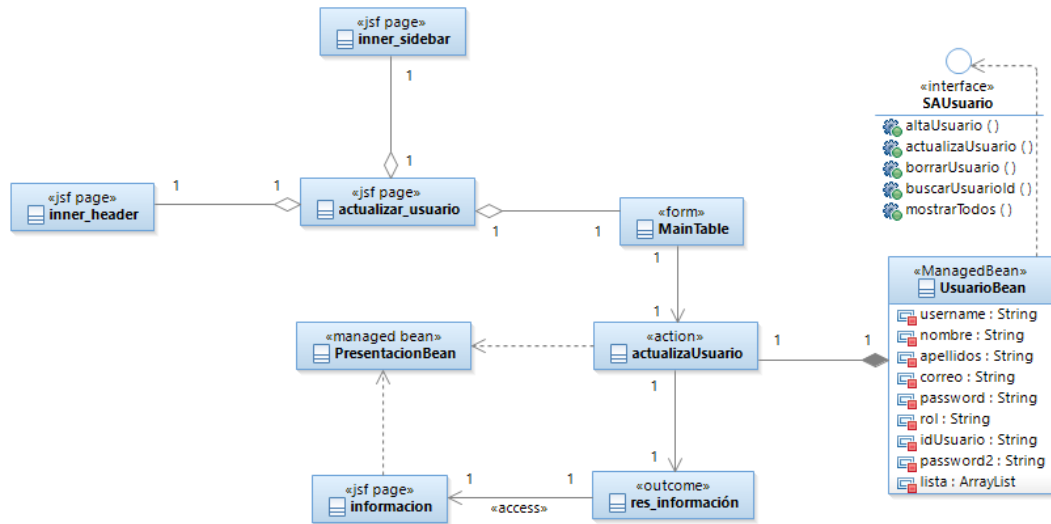 «jsf page»
inner_sidebar
1
1
«jsf page»
inner_header
1
1
«jsf page»
actualizar_usuario
1
1
«form»
MainTable
1
1
«interface»
SAUsuario
altaUsuario ( )
actualizaUsuario ( )
borrarUsuario ( )
buscarUsuarioId
mostrarTodos ( )
«managed bean»
PresentacionBean
«action»
actualizaUsuario
1
1
1
1
«ManagedBean»
UsuarioBean
username : String
nombre : String
apellidos : String
correo : String
password : String
rol : String
idUsuario : String
password2 : String
lista : ArrayList
«jsf page»
informacion
1
1
«access»
«outcome»
res_información